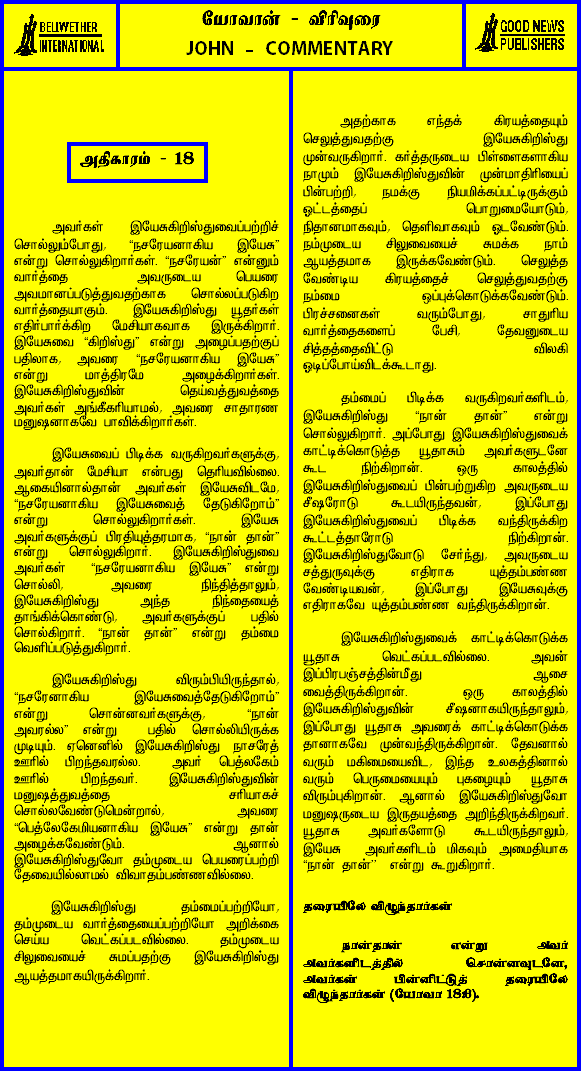 BELLWETHER
INTERNATIONAL
யோவான் - விரிவுரை
JOHN - COMMENTARY
GOOD NEWS
PUBLISHERS
அதிகாரம் - 18
அவர்கள் இயேசுகிறிஸ்துவைப்பற்றிச்
சொல்லும்போது, “நசரேயனாகிய இயேசு”
என்று சொல்லுகிறார்கள். “நசரேயன்” என்னும்
வார்த்தை அவருடைய பெயரை
அவமானப்படுத்துவதற்காக சொல்லப்படுகிற
வார்த்தையாகும். இயேசுகிறிஸ்து யூதர்கள்
எதிர்பார்க்கிற மேசியாகவாக இருக்கிறார்.
இயேசுவை “கிறிஸ்து” என்று அழைப்பதற்குப்
பதிலாக, அவரை “நசரேயனாகிய இயேசு”
என்று மாத்திரமே அழைக்கிறார்கள்.
இயேசுகிறிஸ்துவின் தெய்வத்துவத்தை
அவர்கள் அங்கீகரியாமல், அவரை சாதாரண
மனுஷனாகவே பாவிக்கிறார்கள்.
இயேசுவைப் பிடிக்க வருகிறவர்களுக்கு,
அவர்தான் மேசியா என்பது தெரியவில்லை.
ஆகையினால்தான் அவர்கள் இயேசுவிடமே,
“நசரேயனாகிய இயேசுவைத் தேடுகிறோம்”
என்று சொல்லுகிறார்கள். இயேசு
அவர்களுக்குப் பிரதியுத்தரமாக, “நான் தான்”
என்று சொல்லுகிறார். இயேசுகிறிஸ்துவை
அவர்கள் “நசரேயனாகிய இயேசு” என்று
சொல்லி, அவரை நிந்தித்தாலும்,
இயேசுகிறிஸ்து அந்த நிந்தையைத்
தாங்கிக்கொண்டு, அவர்களுக்குப் பதில்
சொல்கிறார். “நான் தான்” என்று தம்மை
வெளிப்படுத்துகிறார்.
இயேசுகிறிஸ்து விரும்பியிருந்தால்,
“நசரேனாகிய இயேசுவைத்தேடுகிறோம்”
என்று சொன்னவர்களுக்கு, “நான்
அவரல்ல” என்று பதில் சொல்லியிருக்க
முடியும். ஏனெனில் இயேசுகிறிஸ்து நாசரேத்
ஊரில் பிறந்தவரல்ல. அவர் பெத்லகேம்
ஊரில் பிறந்தவர். இயேசுகிறிஸ்துவின்
மனுஷத்துவத்தை சரியாகச்
சொல்லவேண்டுமென்றால், அவரை
“பெத்லேகேமியனாகிய இயேசு” என்று தான்
அழைக்கவேண்டும். ஆனால்
இயேசுகிறிஸ்துவோ தம்முடைய பெயரைப்பற்றி
தேவையில்லாமல் விவாதம்பண்ணவில்லை.
இயேசுகிறிஸ்து தம்மைப்பற்றியோ,
தம்முடைய வார்த்தையைப்பற்றியோ அறிக்கை
செய்ய வெட்கப்படவில்லை. தம்முடைய
சிலுவையைச் சுமப்பதற்கு இயேசுகிறிஸ்து
ஆயத்தமாகயிருக்கிறார்.
அதற்காக எந்தக் கிரயத்தையும்
செலுத்துவதற்கு இயேசுகிறிஸ்து
முன்வருகிறார். கர்த்தருடைய பிள்ளைகளாகிய
நாமும் இயேசுகிறிஸ்துவின் முன்மாதிரியைப்
பின்பற்றி, நமக்கு நியமிக்கப்பட்டிருக்கும்
ஓட்டத்தைப் பொறுமையோடும்,
நிதானமாகவும், தெளிவாகவும் ஓடவேண்டும்.
நம்முடைய சிலுவையைச் சுமக்க நாம்
ஆயத்தமாக இருக்கவேண்டும். செலுத்த
வேண்டிய கிரயத்தைச் செலுத்துவதற்கு
நம்மை ஒப்புக்கொடுக்கவேண்டும்.
பிரச்சனைகள் வரும்போது, சாதுரிய
வார்த்தைகளைப் பேசி, தேவனுடைய
சித்தத்தைவிட்டு விலகி
ஓடிப்போய்விடக்கூடாது.
தம்மைப் பிடிக்க வருகிறவர்களிடம்,
இயேசுகிறிஸ்து “நான் தான்” என்று
சொல்லுகிறார். அப்போது இயேசுகிறிஸ்துவைக்
காட்டிக்கொடுத்த யூதாசும் அவர்களுடனே
கூட நிற்கிறான். ஒரு காலத்தில்
இயேசுகிறிஸ்துவைப் பின்பற்றுகிற அவருடைய
சீஷரோடு கூடயிருந்தவன், இப்போது
இயேசுகிறிஸ்துவைப் பிடிக்க வந்திருக்கிற
கூட்டத்தாரோடு நிற்கிறான்.
இயேசுகிறிஸ்துவோடு சேர்ந்து, அவருடைய
சத்துருவுக்கு எதிராக யுத்தம்பண்ண
வேண்டியவன், இப்போது இயேசுவுக்கு
எதிராகவே யுத்தம்பண்ண வந்திருக்கிறான்.
இயேசுகிறிஸ்துவைக் காட்டிக்கொடுக்க
யூதாசு வெட்கப்படவில்லை. அவன்
இப்பிரபஞ்சத்தின்மீது ஆசை
வைத்திருக்கிறான். ஒரு காலத்தில்
இயேசுகிறிஸ்துவின் சீஷனாகயிருந்தாலும்,
இப்போது யூதாசு அவரைக் காட்டிக்கொடுக்க
தானாகவே முன்வந்திருக்கிறான். தேவனால்
வரும் மகிமையைவிட, இந்த உலகத்தினால்
வரும் பெருமையையும் புகழையும் யூதாசு
விரும்புகிறான். ஆனால் இயேசுகிறிஸ்துவோ
மனுஷருடைய இருதயத்தை அறிந்திருக்கிறவர்.
யூதாசு அவர்களோடு கூடயிருந்தாலும்,
இயேசு அவர்களிடம் மிகவும் அமைதியாக
“நான் தான்” என்று கூறுகிறார்.
தரையிலே விழுந்தார்கள்
நான்தான் என்று அவர்
அவர்களிடத்தில் சொன்னவுடனே,
அவர்கள் பின்னிட்டுத் தரையிலே
விழுந்தார்கள் (யோவா 18:6).